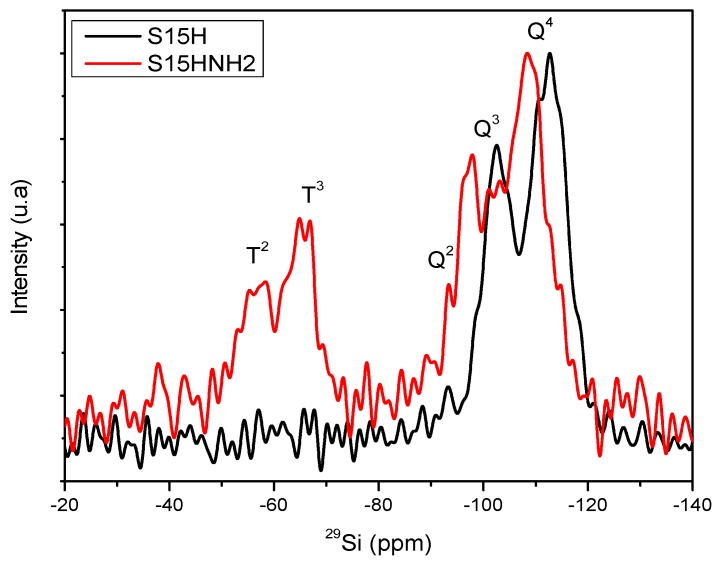 S15H
S15HNH2
Q⁴
Q³
T³
T²
Q²
Intensity (u.a)
-20 -40 -60 -80 -100 -120 -140
²⁹Si (ppm)